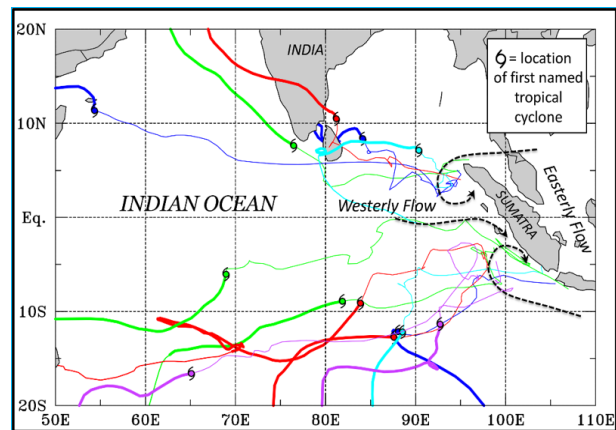 20N
10N
Eq.
10S
20S
50E
60E
70E
80E
90E
100E
110E
INDIA
= location
of first named
tropical
cyclone
INDIAN OCEAN
Westerly Flow
SUMATRA
Easterly Flow